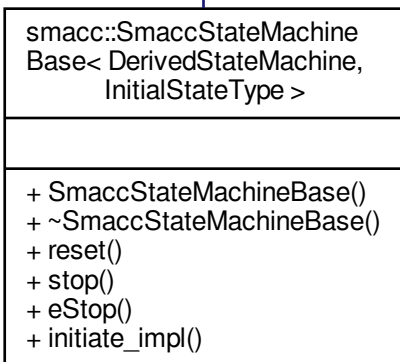 smacc::SmaccStateMachine
Base< DerivedStateMachine,
InitialStateType >
+ SmaccStateMachineBase()
+ ~SmaccStateMachineBase()
+ reset()
+ stop()
+ eStop()
+ initiate_impl()